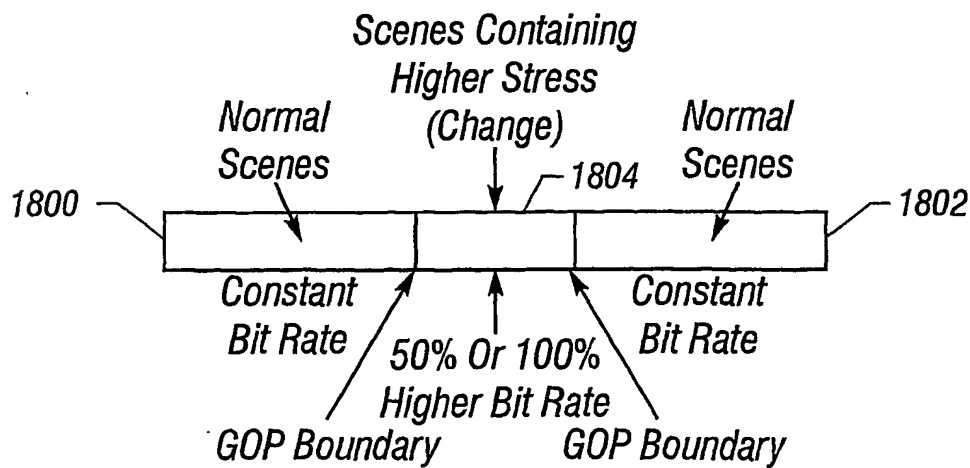 Scenes Containing
Higher Stress
(Change)
Normal
Scenes
Normal
Scenes
1800
1804
1802
Constant
Bit Rate
50% Or 100%
Higher Bit Rate
Constant
Bit Rate
GOP Boundary
GOP Boundary